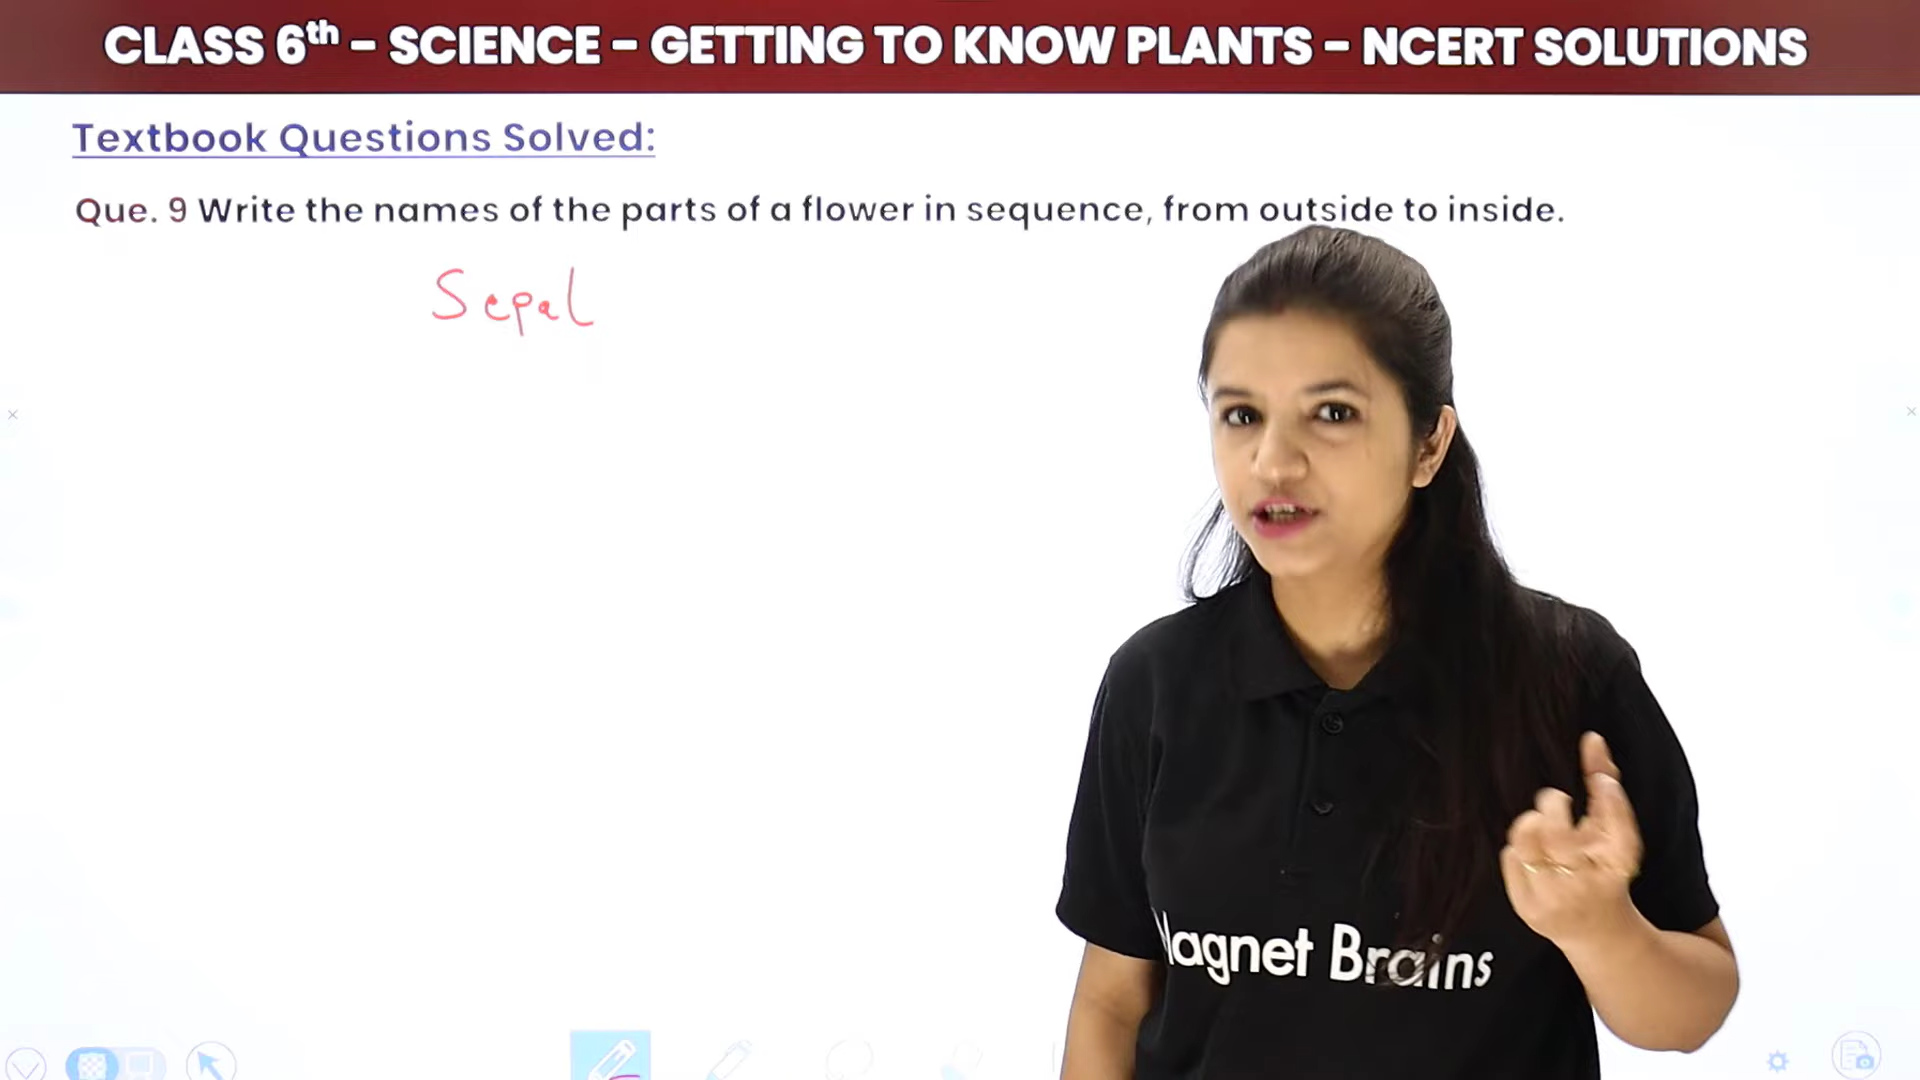 CLASS 6th - SCIENCE - GETTING TO KNOW PLANTS - NCERT SOLUTIONS
Textbook Questions Solved:
Que. 9 Write the names of the parts of a flower in sequence, from outside to inside.
Sepal
Magnet Brains